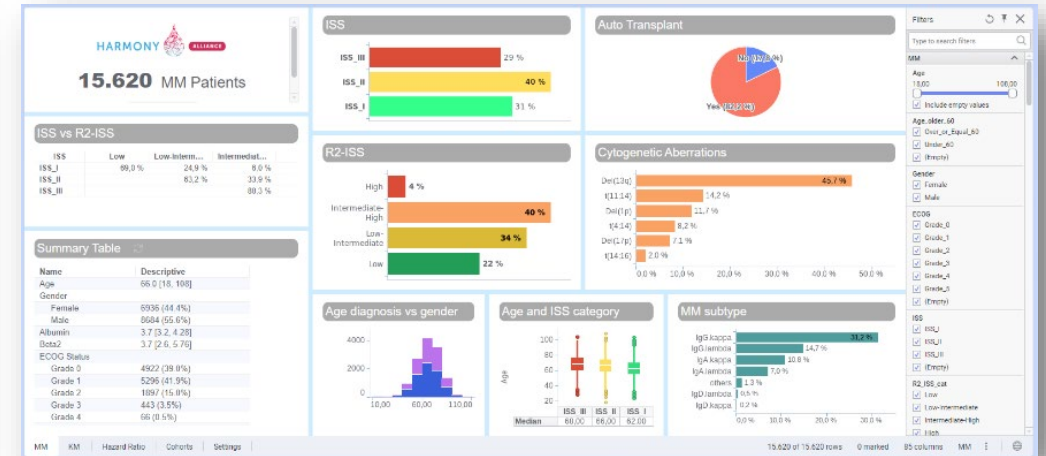 HARMONY ALLIANCE
15.620 MM Patients
ISS vs R2-ISS
ISS Low Low-Interm... Intermediat...
ISS_I 69,0 % 24,9 % 6,0 %
ISS_II 63,2 % 33,9 %
ISS_III 88,3 %
Summary Table
Name Descriptive
Age 66.0 [18, 108]
Gender
Female 6936 (44.4%)
Male 8684 (55.6%)
Albumin 3.7 [3.2, 4.28]
Beta2 3.7 [2.6, 5.76]
ECOG Status
Grade 0 4922 (39.0%)
Grade 1 5296 (41.9%)
Grade 2 1897 (15.0%)
Grade 3 443 (3.5%)
Grade 4 66 (0.5%)
ISS
ISS_III 29 %
ISS_II 40 %
ISS_I 31 %
R2-ISS
High 4 %
Intermediate-
High 40 %
Low-
Intermediate 34 %
Low 22 %
Age diagnosis vs gender
4000
2000
0
10,00 60,00 110,00
Auto Transplant
No
Yes
Cytogenetic Aberrations
Del(13q) 45,7 %
t(11:14) 14,2 %
Del(1p) 11,7 %
t(4:14) 8,2 %
Del(17p) 7,1 %
t(14:16) 2,0 %
0,0 % 10,0 % 20,0 % 30,0 % 40,0 % 50,0 %
Age and ISS category
Age
100
80
60
40
20
ISS III ISS II ISS I
Median 68,00 66,00 62,00
MM subtype
IgG.kappa 31,2 %
IgG.lambda 14,7 %
IgA.kappa 10,8 %
IgA.lambda 7,0 %
others 1,3 %
IgD.lambda 0,5 %
IgD.kappa 0,2 %
0,0 % 10,0 % 20,0 % 30,0 %
Filters
Type to search filters
MM
Age
18,00 108,00
Include empty values
Age_older_60
Over_or_Equal_60
Under_60
(Empty)
Gender
Female
Male
ECOG
Grade_0
Grade_1
Grade_2
Grade_3
Grade_4
Grade_5
(Empty)
ISS
ISS_I
ISS_II
ISS_III
(Empty)
R2_ISS_cat
Low
Low-Intermediate
Intermediate-High
High
MM KM Hazard Ratio Cohorts Settings
15.620 of 15.620 rows 0 marked 85 columns MM